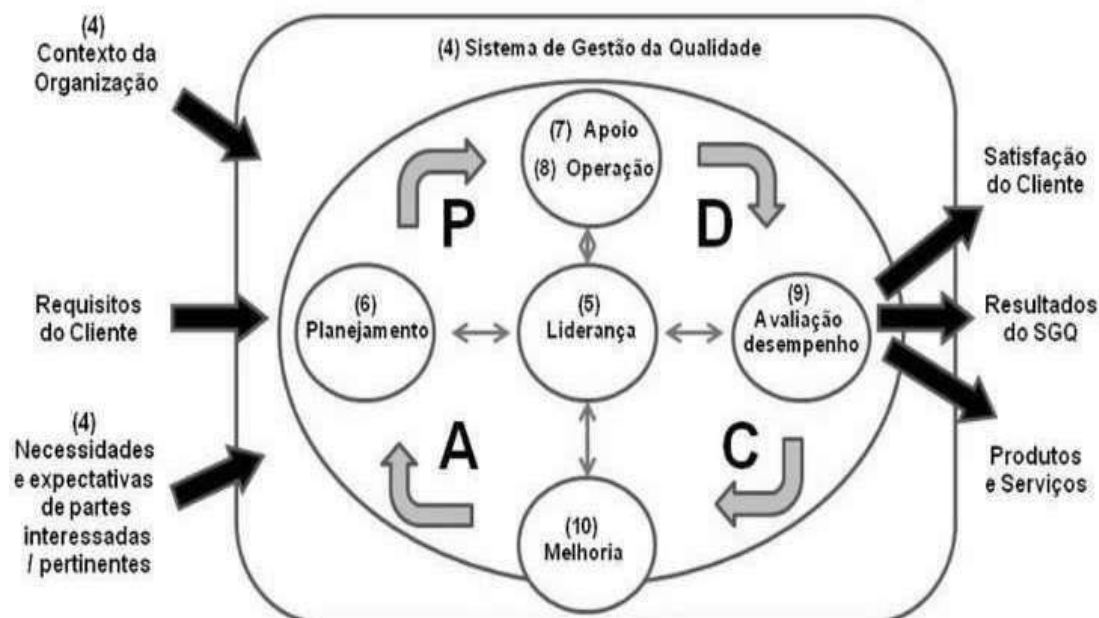 (4)
Contexto da
Organização
(4) Sistema de Gestão da Qualidade
(7) Apoio
(8) Operação
P
D
Satisfação
do Cliente
Requisitos
do Cliente
(6)
Planejamento
(5)
Liderança
(9)
Avaliação
desempenho
Resultados
do SGQ
(4)
Necessidades
e expectativas
de partes
interessadas
/ pertinentes
A
C
(10)
Melhoria
Produtos
e Serviços